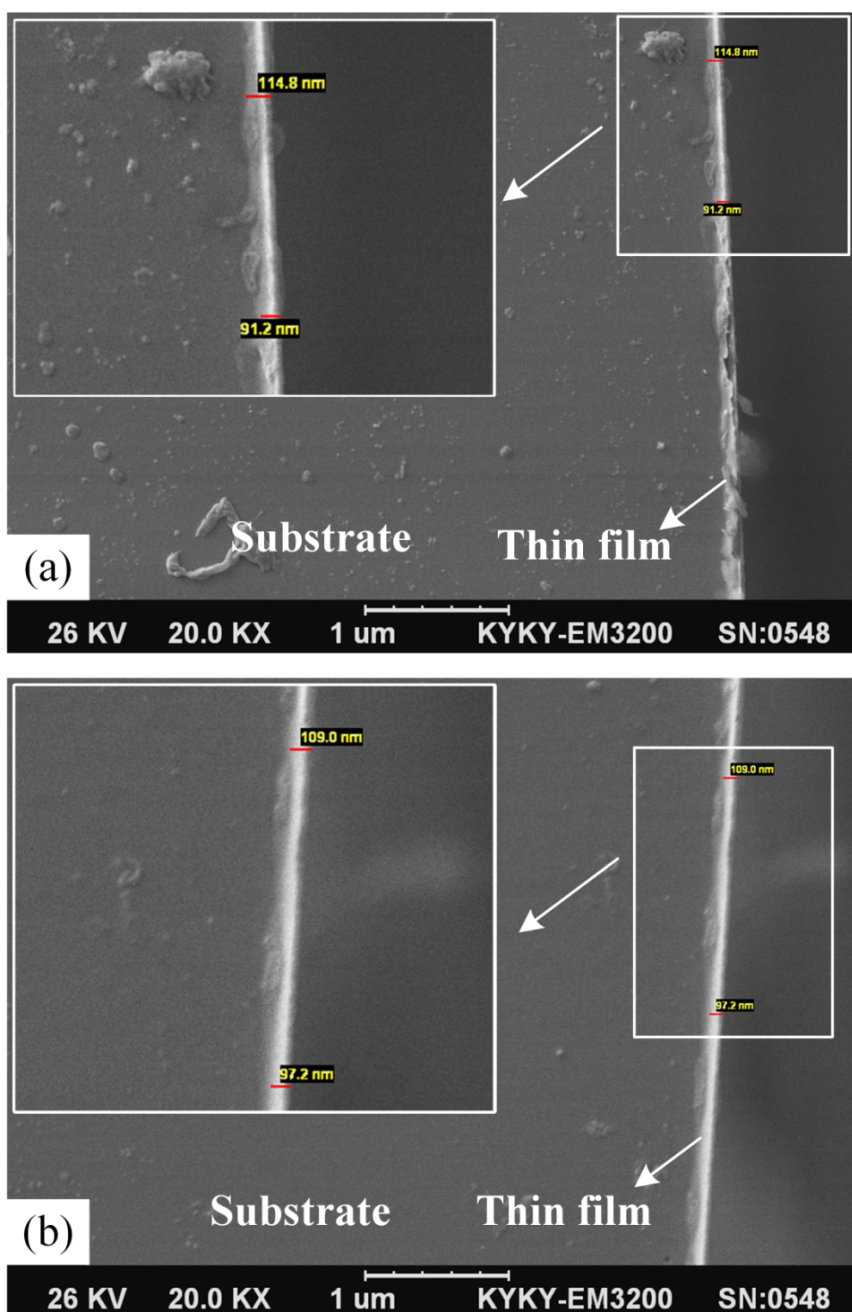 114.8 nm
91.2 nm
114.8 nm
91.2 nm
Substrate
Thin film
(a)
26 KV 20.0 KX 1 um KYKY-EM3200 SN:0548
109.0 nm
97.2 nm
109.0 nm
97.2 nm
Substrate
Thin film
(b)
26 KV 20.0 KX 1 um KYKY-EM3200 SN:0548